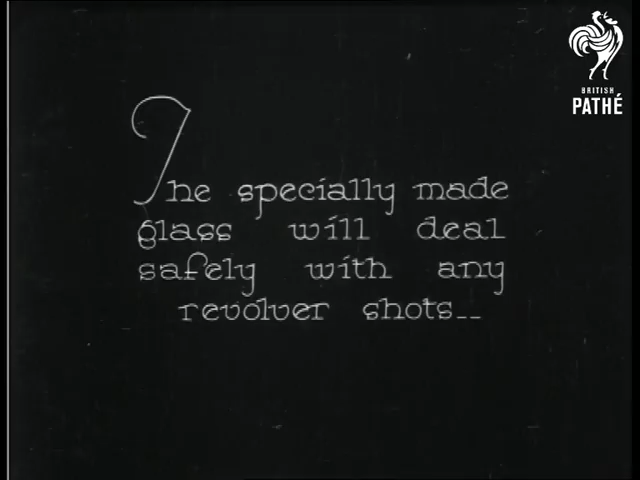 BRITISH
PATHÉ
The specially made
glass will deal
safely with any
revolver shots--